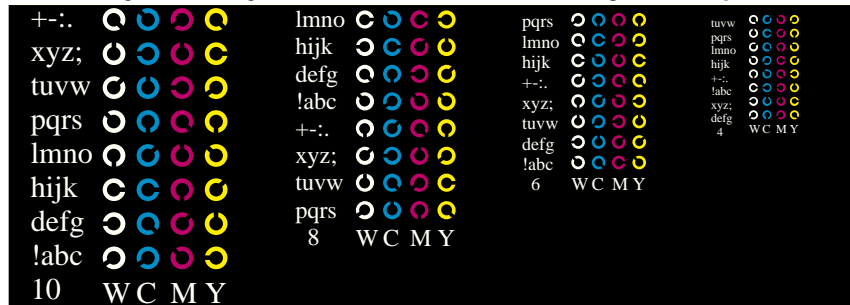 +-:.
xyz;
tuvw
pqrs
lmno
hijk
defg
!abc
10 W C M Y
lmno
hijk
defg
!abc
+-:.
xyz;
tuvw
pqrs
8 W C M Y
pqrs
lmno
hijk
+-:.
xyz;
tuvw
defg
!abc
6 W C M Y
tuvw
pqrs
lmno
hijk
+-:.
!abc
xyz;
defg
4 W C M Y